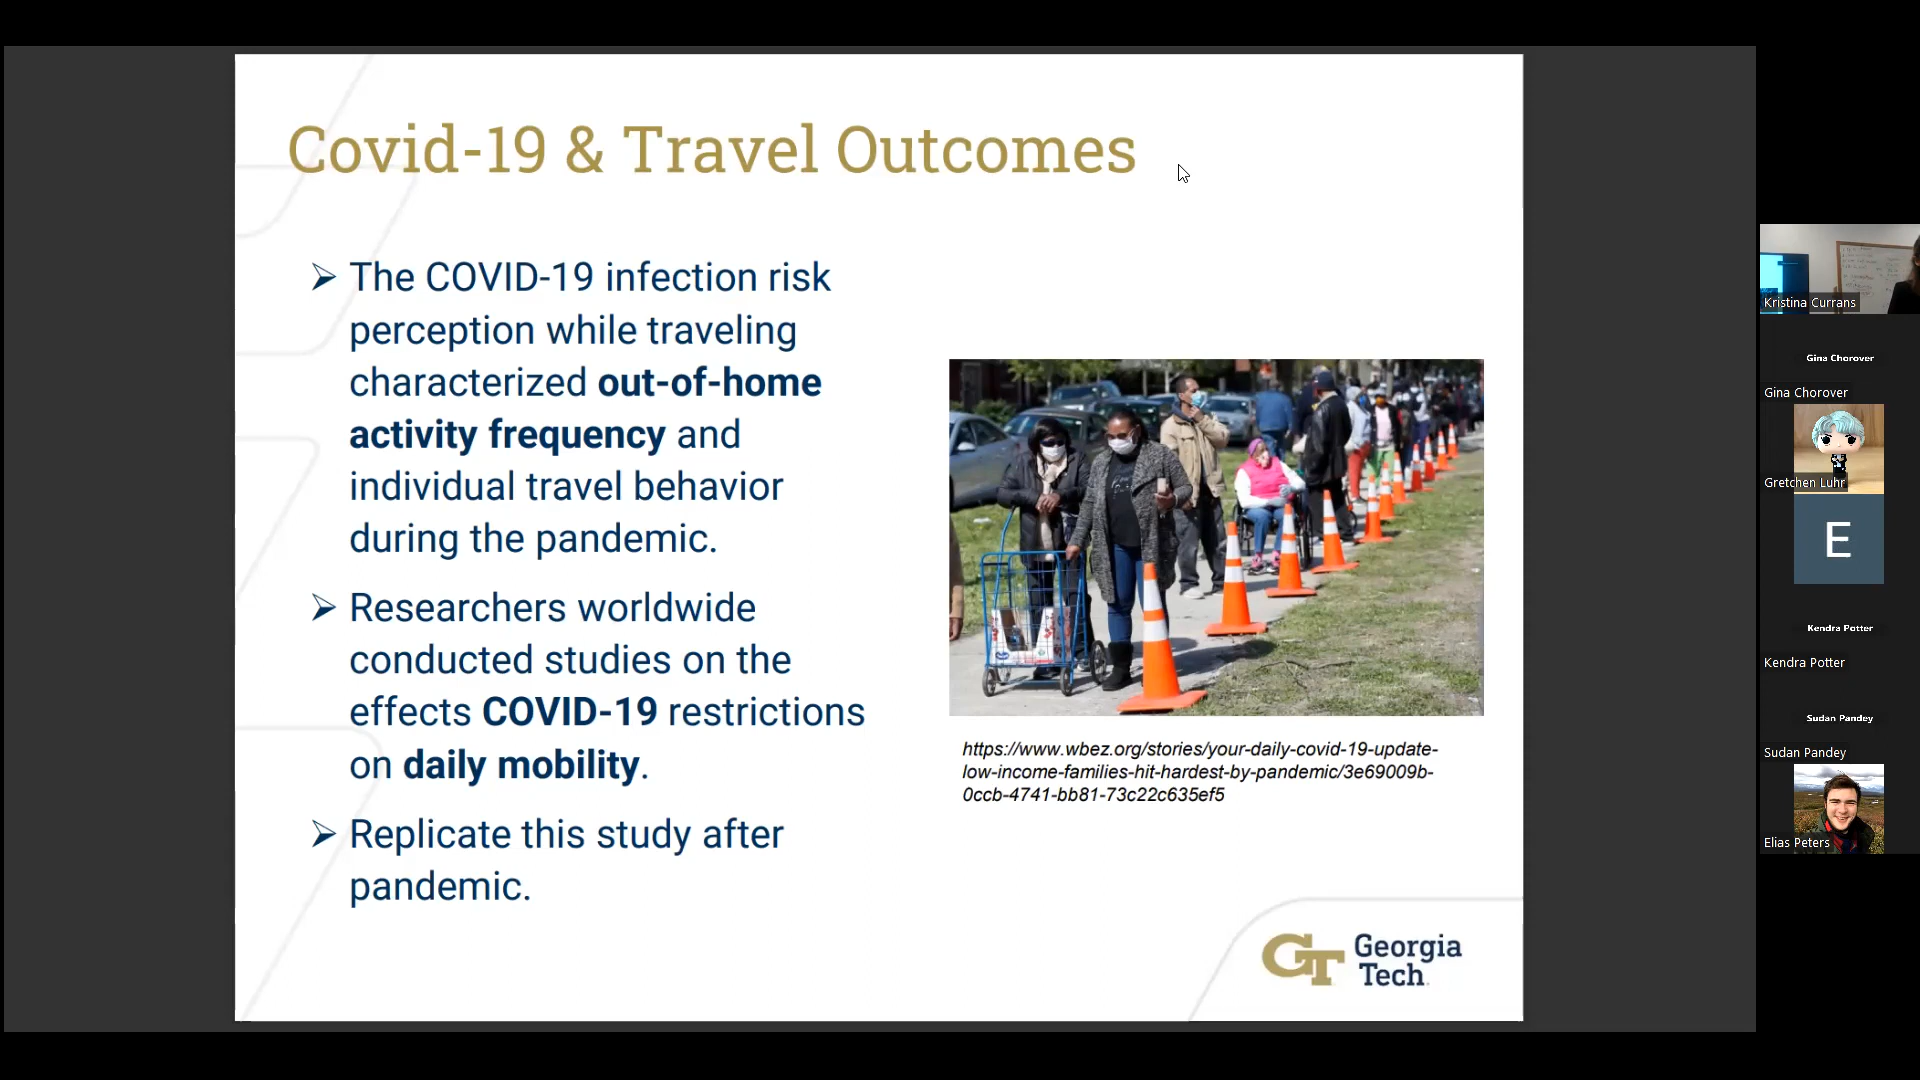 Covid-19 & Travel Outcomes
➢ The COVID-19 infection risk
perception while traveling
characterized out-of-home
activity frequency and
individual travel behavior
during the pandemic.
➢ Researchers worldwide
conducted studies on the
effects COVID-19 restrictions
on daily mobility.
➢ Replicate this study after
pandemic.
https://www.wbez.org/stories/your-daily-covid-19-update-
low-income-families-hit-hardest-by-pandemic/3e69009b-
0ccb-4741-bb81-73c22c635ef5
GT Georgia
Tech
Kristina Currans
Gina Chorover
Gina Chorover
Gretchen Luhr
E
Kendra Potter
Kendra Potter
Sudan Pandey
Sudan Pandey
Elias Peters